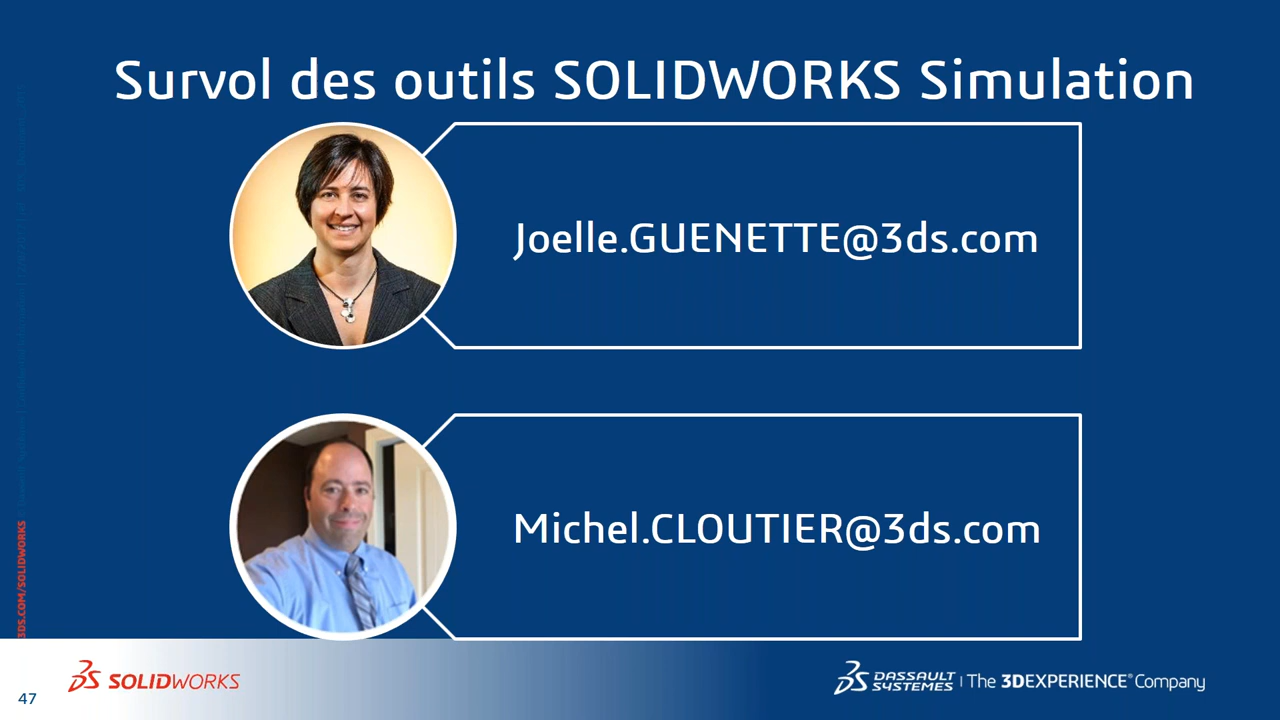 Survol des outils SOLIDWORKS Simulation
Joelle.GUENETTE@3ds.com
Michel.CLOUTIER@3ds.com
3DS.COM/SOLIDWORKS
47
SOLIDWORKS
DASSAULT SYSTEMES | The 3DEXPERIENCE® Company